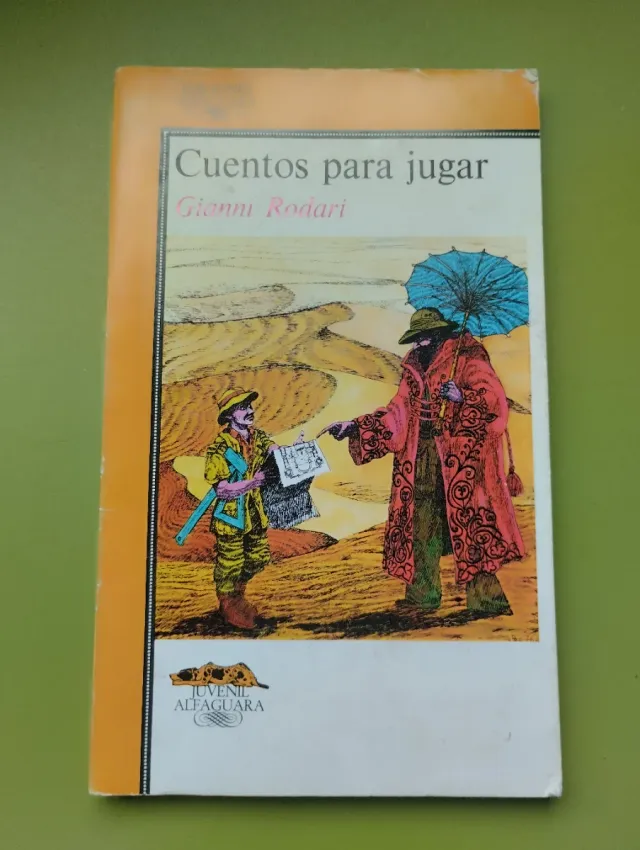 Cuentos para jugar
Gianni Rodari
JUVENIL
ALFAGUARA